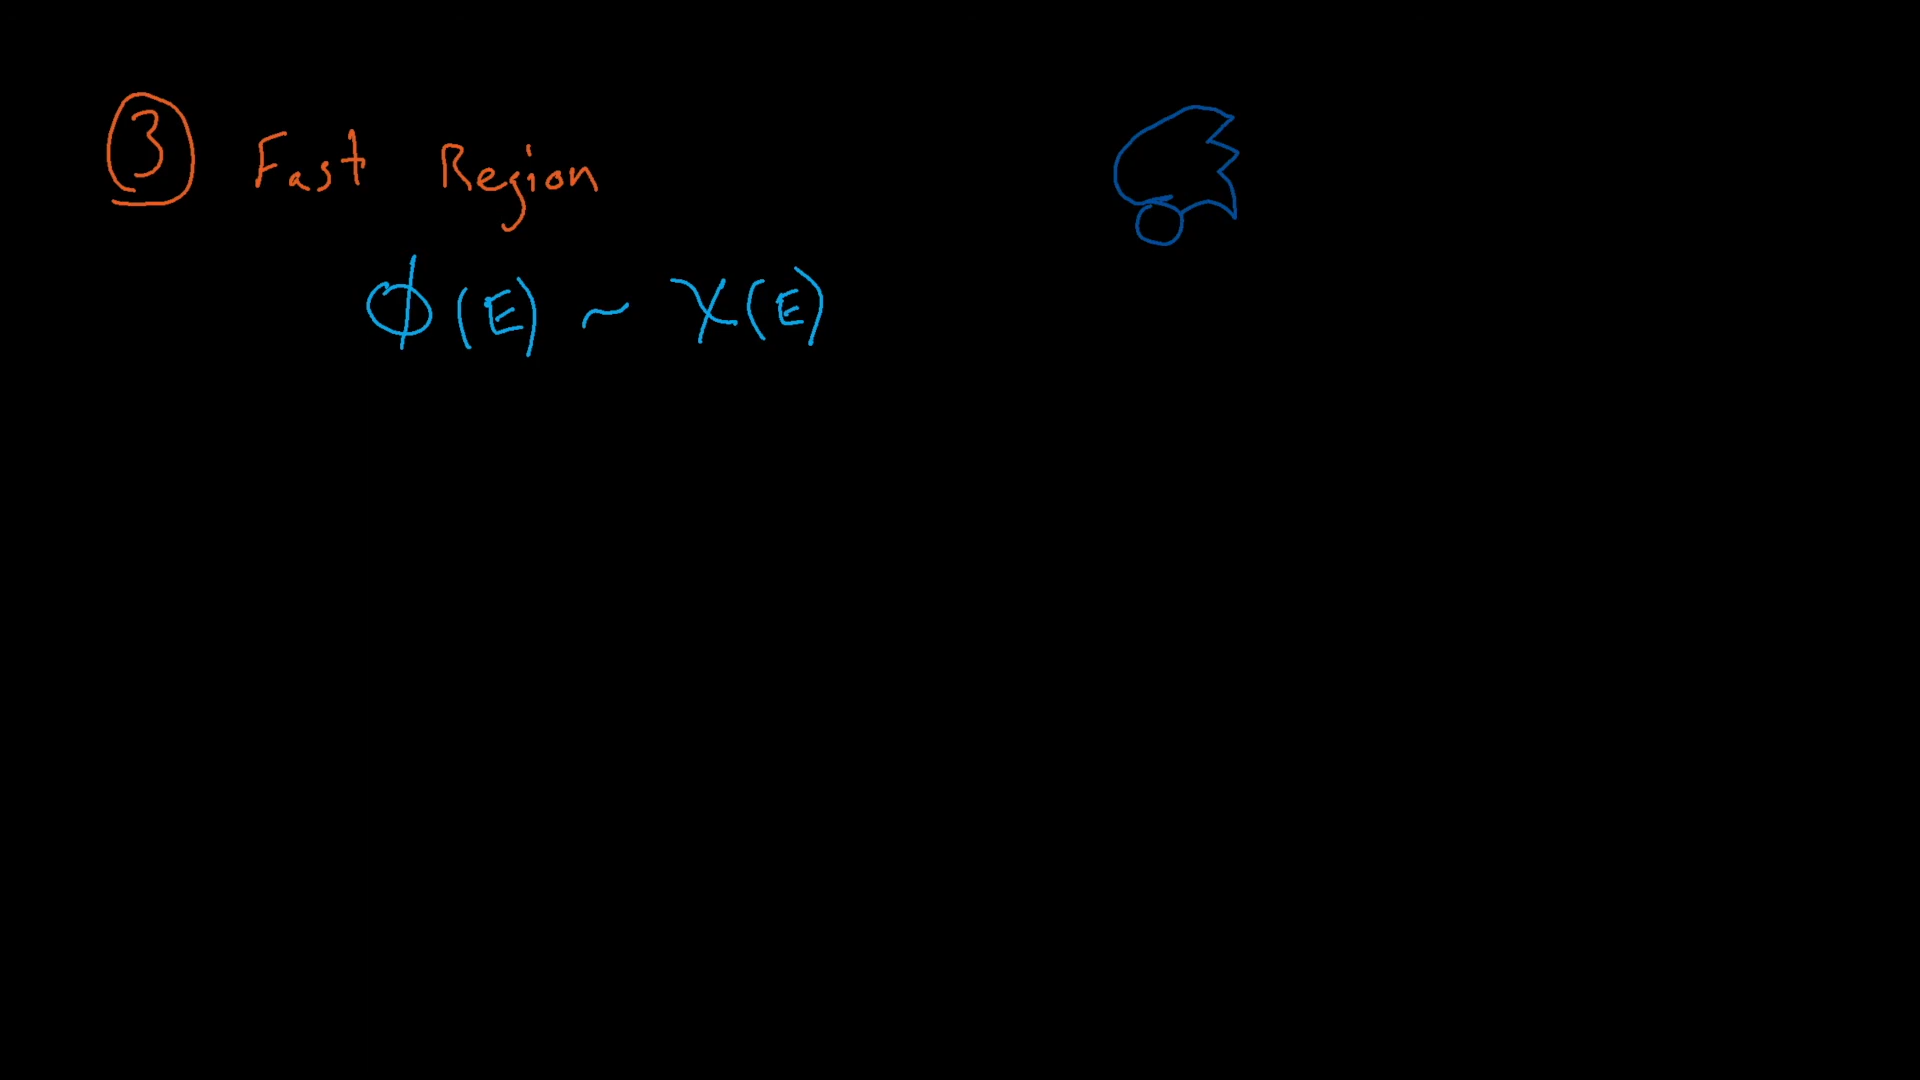 ③ Fast Region
ϕ(E) ~ χ(E)